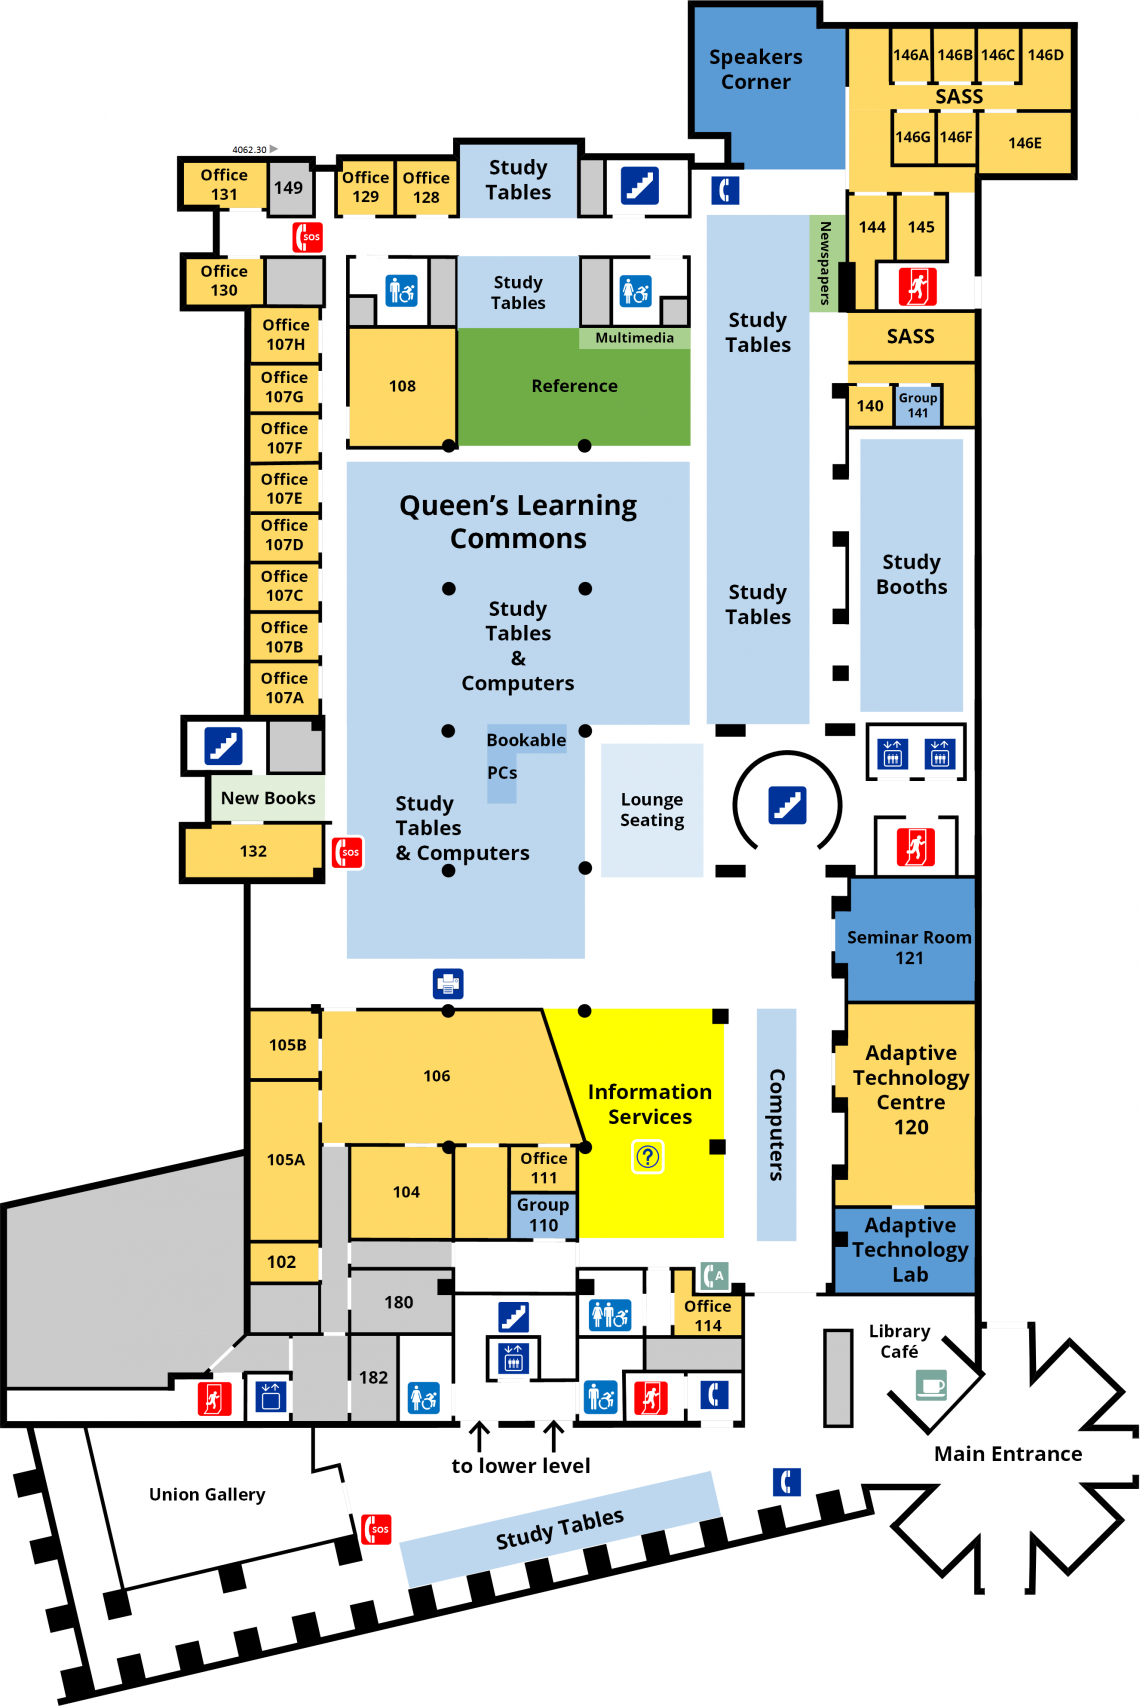 Speakers
Corner
146A
146B
146C
146D
SASS
146G
146F
146E
4062.30
Office
131
149
Office
129
Office
128
Study
Tables
SOS
144
145
Newspapers
Office
130
Study
Tables
Study
Tables
Office
107H
Multimedia
SASS
Office
107G
108
Reference
140
Group
141
Office
107F
Office
107E
Queen's Learning
Commons
Office
107D
Study
Booths
Office
107C
Study
Tables
Study
Tables
&
Computers
Office
107B
Office
107A
Bookable
PCs
New Books
Study
Tables
& Computers
Lounge
Seating
132
SOS
Seminar Room
121
105B
106
Information
Services
?
Computers
Adaptive
Technology
Centre
120
105A
104
Office
111
Group
110
Adaptive
Technology
Lab
102
A
180
Office
114
Library
Café
182
to lower level
Main Entrance
Union Gallery
SOS
Study Tables